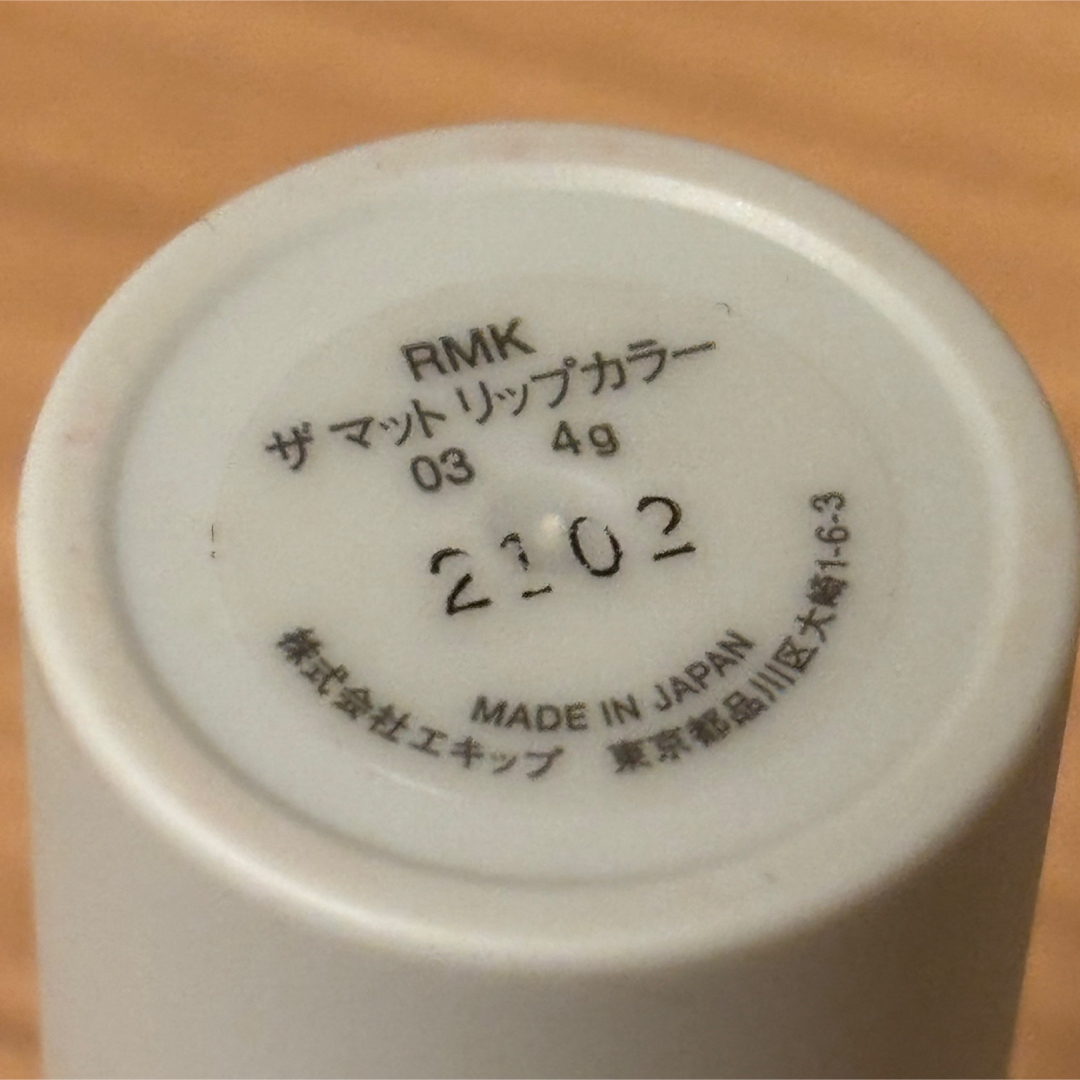 RMK
ザ マット リップカラー
03 4g
2102
MADE IN JAPAN
株式会社エキップ 東京都品川区大崎1-6-3